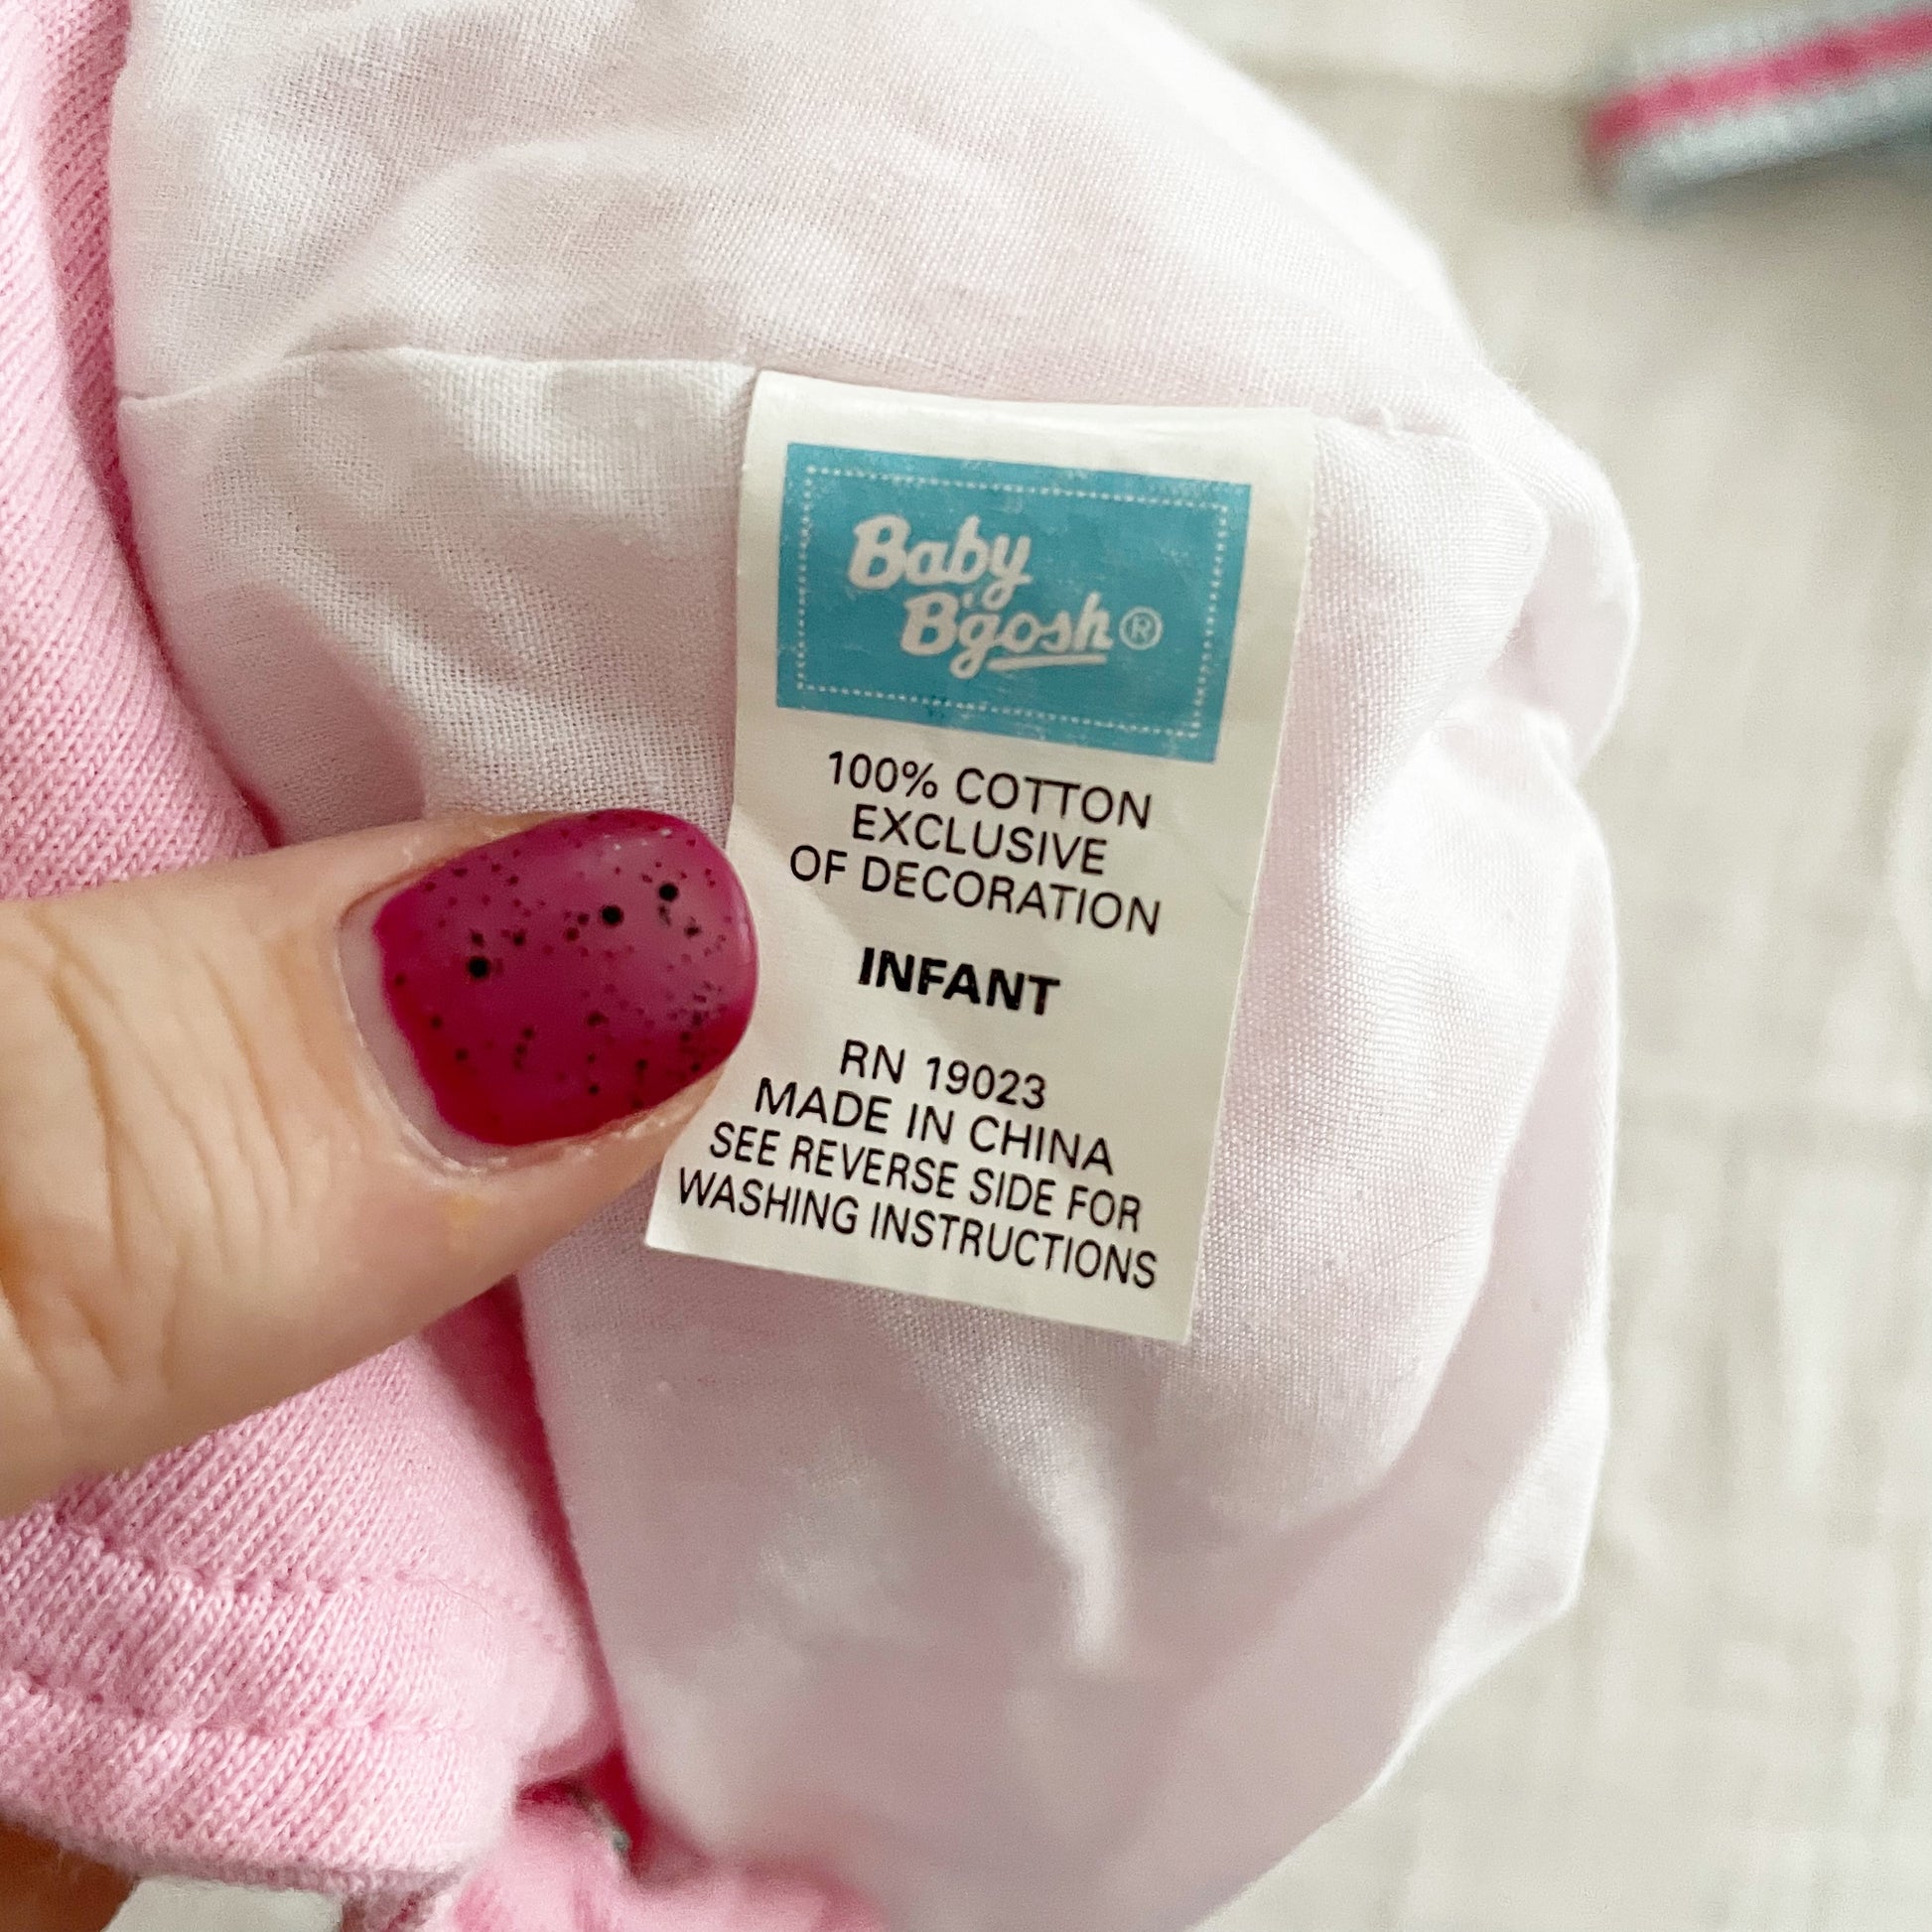 Baby
B'gosh®
100% COTTON
EXCLUSIVE
OF DECORATION
INFANT
RN 19023
MADE IN CHINA
SEE REVERSE SIDE FOR
WASHING INSTRUCTIONS